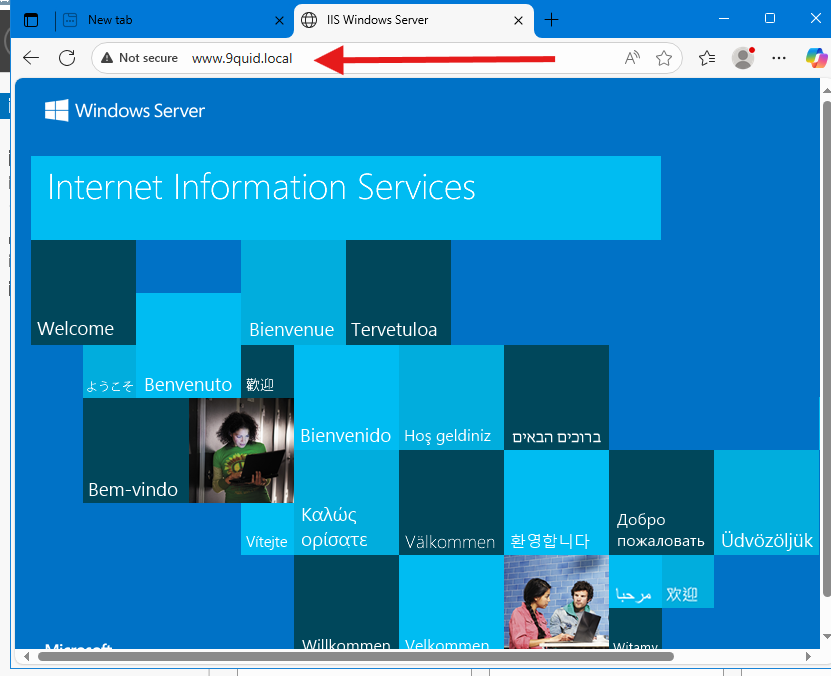 New tab
IIS Windows Server
Not secure
www.9quid.local
Windows Server
Internet Information Services
Welcome
Bienvenue
Tervetuloa
ようこそ
Benvenuto
歡迎
Bienvenido
Hoş geldiniz
ברוכים הבאים
Bem-vindo
Vítejte
Καλώς
ορίσατε
Välkommen
환영합니다
Добро
пожаловать
Üdvözöljük
مرحبا
欢迎
Willkommen
Velkommen
Witamy
Microsoft